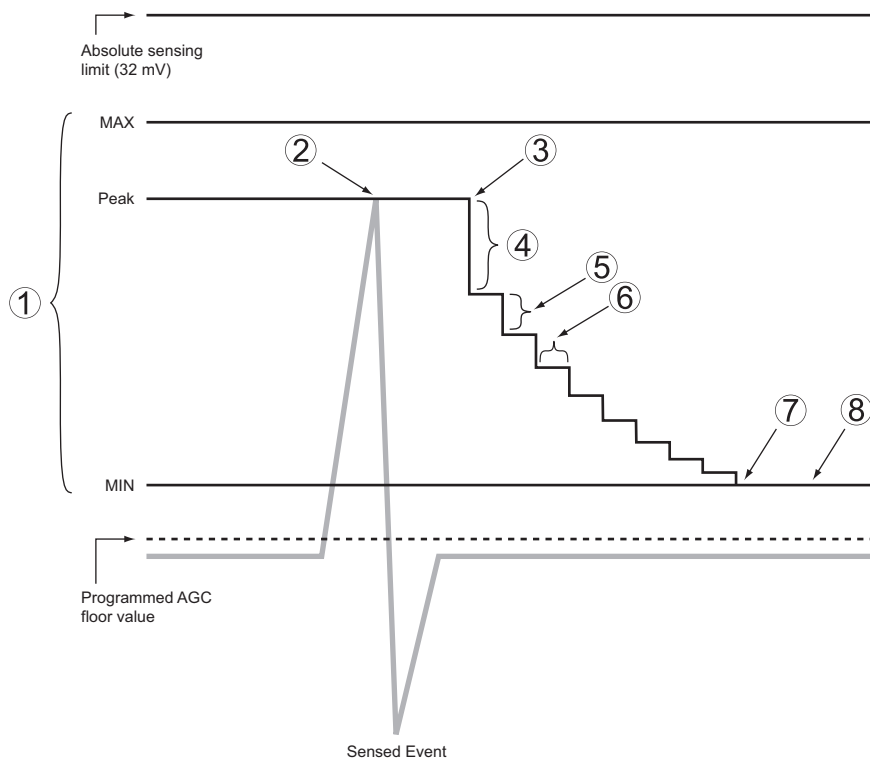 Absolute sensing
limit (32 mV)
MAX
②
③
Peak
④
⑤
⑥
①
⑦
⑧
MIN
Programmed AGC
floor value
Sensed Event